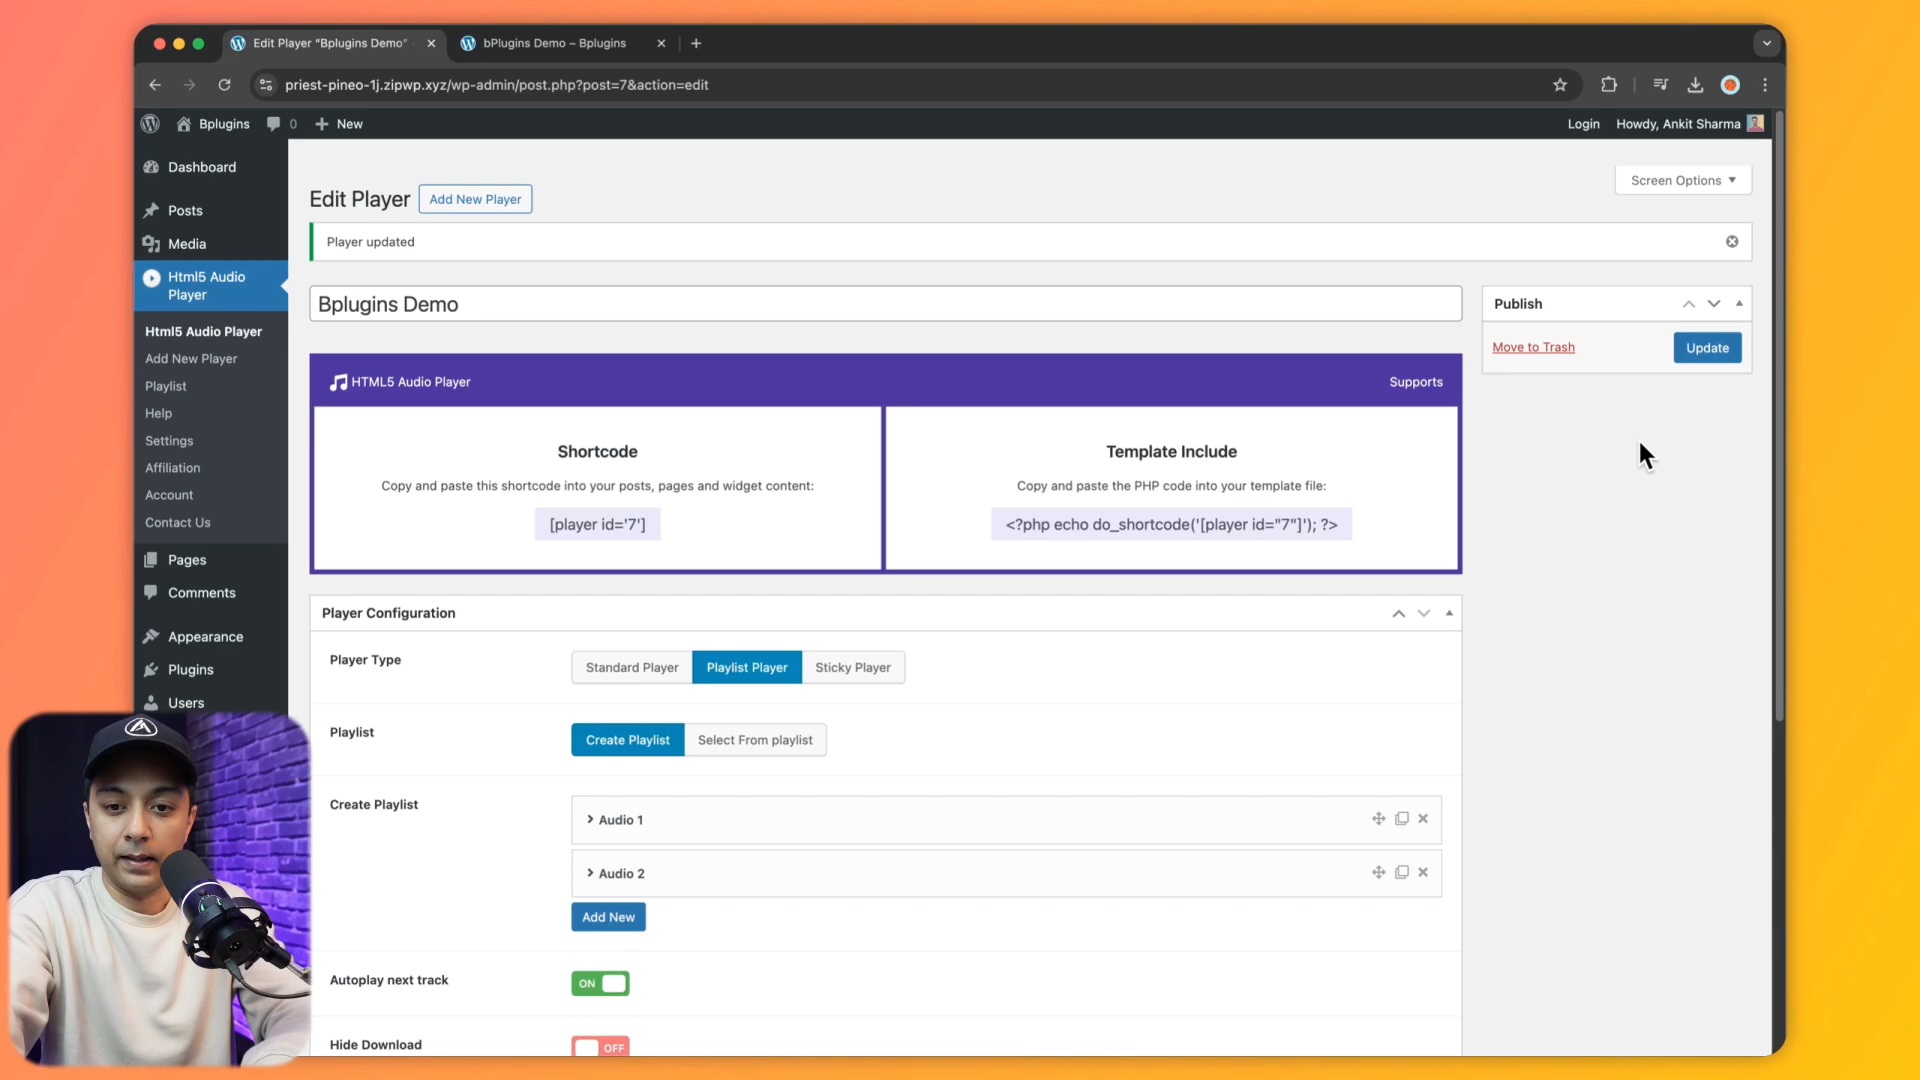 Edit Player “Bplugins Demo”
bPlugins Demo – Bplugins
priest-pineo-1j.zipwp.xyz/wp-admin/post.php?post=7&action=edit
Bplugins
0
New
Login
Howdy, Ankit Sharma
Dashboard
Posts
Media
Html5 Audio
Player
Html5 Audio Player
Add New Player
Playlist
Help
Settings
Affiliation
Account
Contact Us
Pages
Comments
Appearance
Plugins
Users
Screen Options
Edit Player
Add New Player
Player updated
Bplugins Demo
Publish
Move to Trash
Update
HTML5 Audio Player
Supports
Shortcode
Copy and paste this shortcode into your posts, pages and widget content:
[player id='7']
Template Include
Copy and paste the PHP code into your template file:
<?php echo do_shortcode('[player id="7"]'); ?>
Player Configuration
Player Type
Standard Player
Playlist Player
Sticky Player
Playlist
Create Playlist
Select From playlist
Create Playlist
Audio 1
Audio 2
Add New
Autoplay next track
ON
Hide Download
OFF